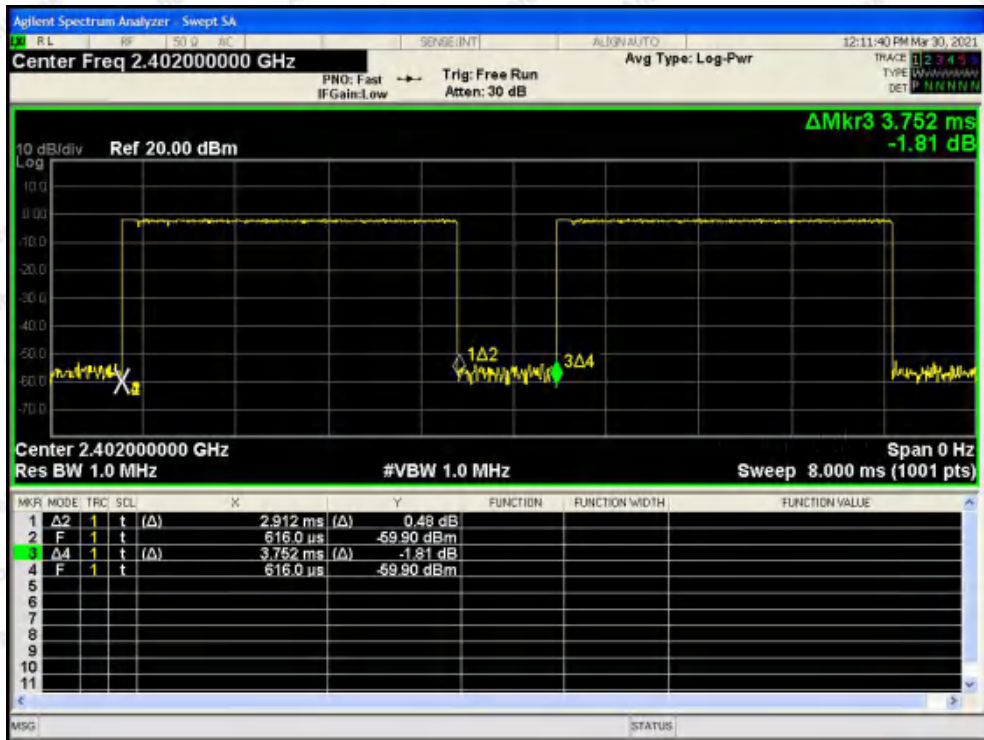 Agilent Spectrum Analyzer - Swept SA
LXI RL RF 50 Ω AC SENSE:INT ALIGN AUTO 12:11:40 PM Mar 30, 2021
Center Freq 2.402000000 GHz
Avg Type: Log-Pwr
TRACE 1 2 3 4 5 6
PNO: Fast Trig: Free Run
TYPE
IFGain:Low Atten: 30 dB
DET P N N N N N
ΔMkr3 3.752 ms
-1.81 dB
10 dB/div Ref 20.00 dBm
Log
10.0
0.00
-10.0
-20.0
-30.0
-40.0
-50.0
-60.0
-70.0
1Δ2
3Δ4
X
Center 2.402000000 GHz Span 0 Hz
Res BW 1.0 MHz #VBW 1.0 MHz Sweep 8.000 ms (1001 pts)
MKR MODE TRC SCL X Y FUNCTION FUNCTION WIDTH FUNCTION VALUE
1 Δ2 1 t (Δ) 2.912 ms (Δ) 0.48 dB
2 F 1 t 616.0 µs -59.90 dBm
3 Δ4 1 t (Δ) 3.752 ms (Δ) -1.81 dB
4 F 1 t 616.0 µs -59.90 dBm
5
6
7
8
9
10
11
MSG STATUS